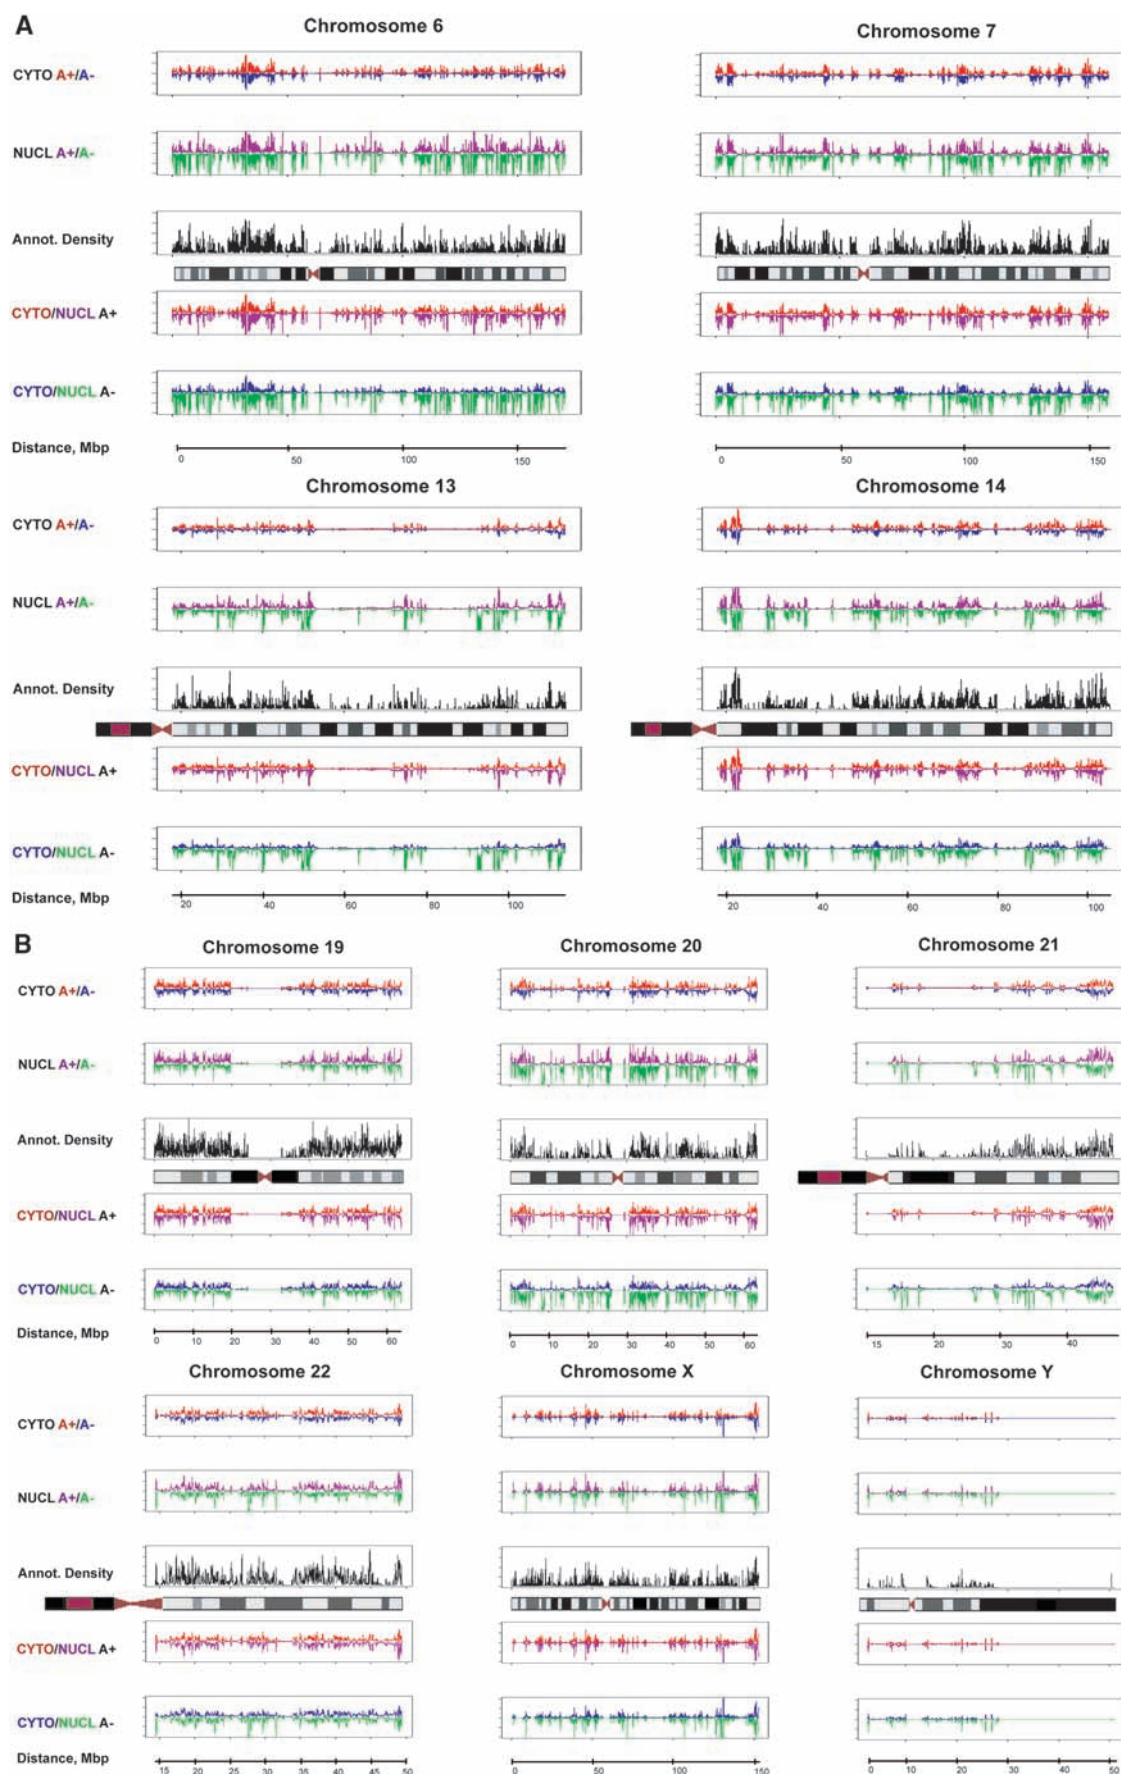 A
Chromosome 6
Chromosome 7
CYTO A+/A-
NUCL A+/A-
Annot. Density
CYTO/NUCL A+
CYTO/NUCL A-
Distance, Mbp
0 50 100 150
0 50 100 150
Chromosome 13
Chromosome 14
CYTO A+/A-
NUCL A+/A-
Annot. Density
CYTO/NUCL A+
CYTO/NUCL A-
Distance, Mbp
20 40 60 80 100
20 40 60 80 100
B
Chromosome 19
Chromosome 20
Chromosome 21
CYTO A+/A-
NUCL A+/A-
Annot. Density
CYTO/NUCL A+
CYTO/NUCL A-
Distance, Mbp
0 10 20 30 40 50 60
0 10 20 30 40 50 60
15 20 30 40
Chromosome 22
Chromosome X
Chromosome Y
CYTO A+/A-
NUCL A+/A-
Annot. Density
CYTO/NUCL A+
CYTO/NUCL A-
Distance, Mbp
15 20 25 30 35 40 45 50
0 50 100 150
0 10 20 30 40 50